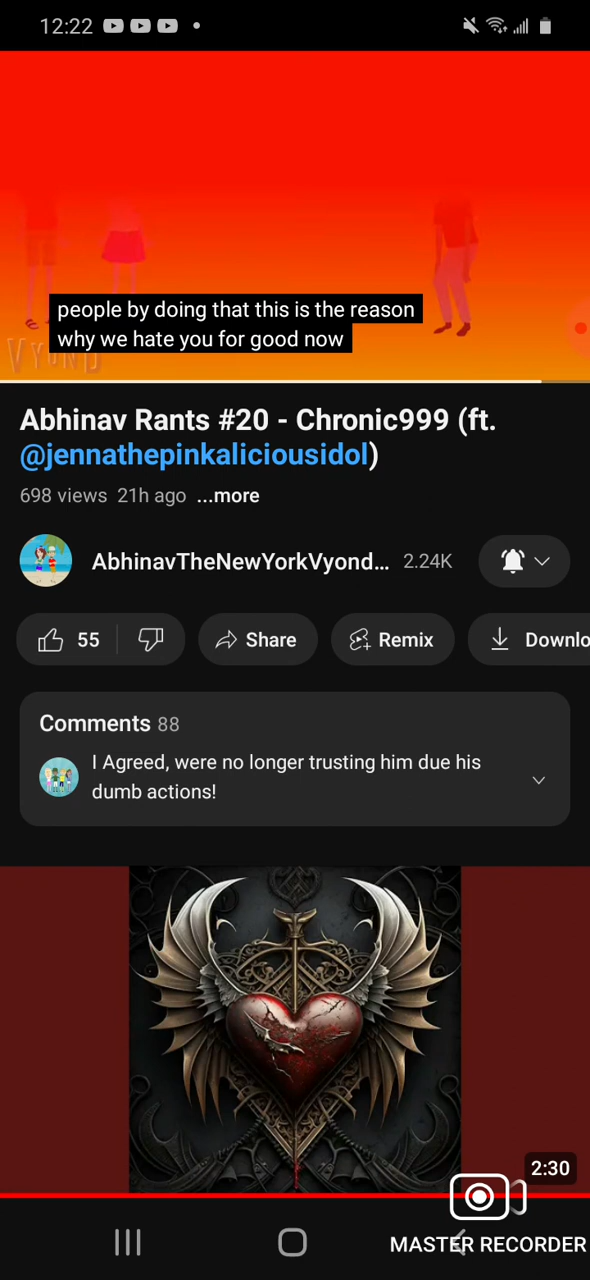 12:22
people by doing that this is the reason
why we hate you for good now
VYOND
Abhinav Rants #20 - Chronic999 (ft.
@jennathepinkaliciousidol)
698 views 21h ago ...more
AbhinavTheNewYorkVyond... 2.24K
55
Share
Remix
Downlo
Comments 88
I Agreed, were no longer trusting him due his
dumb actions!
2:30
MASTER RECORDER